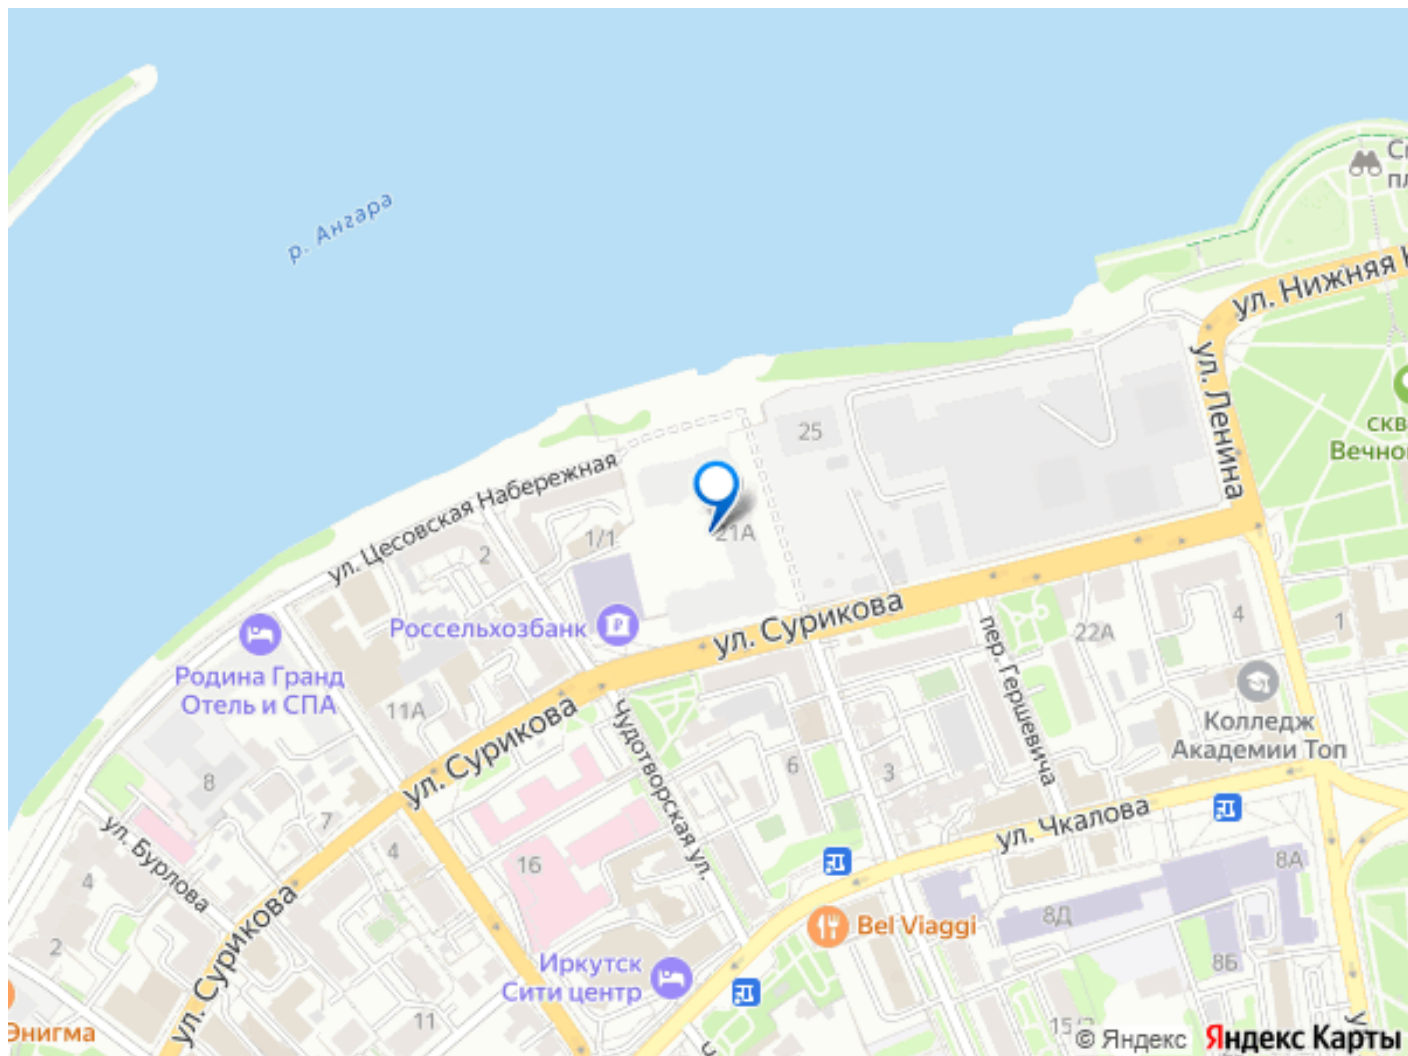 р. Ангара
См
пл
ул. Нижняя Н
ул. Ленина
скв
Вечног
25
ул. Цесовская Набережная
2
1/1
21А
Россельхозбанк
ул. Сурикова
пер. Гершевича
22А
4
1
Родина Гранд
Отель и СПА
11А
8
7
ул. Сурикова
Чудотворская ул.
6
3
Колледж
Академии Топ
ул. Чкалова
ул. Бурлова
4
4
2
16
8А
8Д
8Б
Bel Viaggi
ул. Сурикова
Иркутск
Сити центр
11
Энигма
© Яндекс
Яндекс Карты